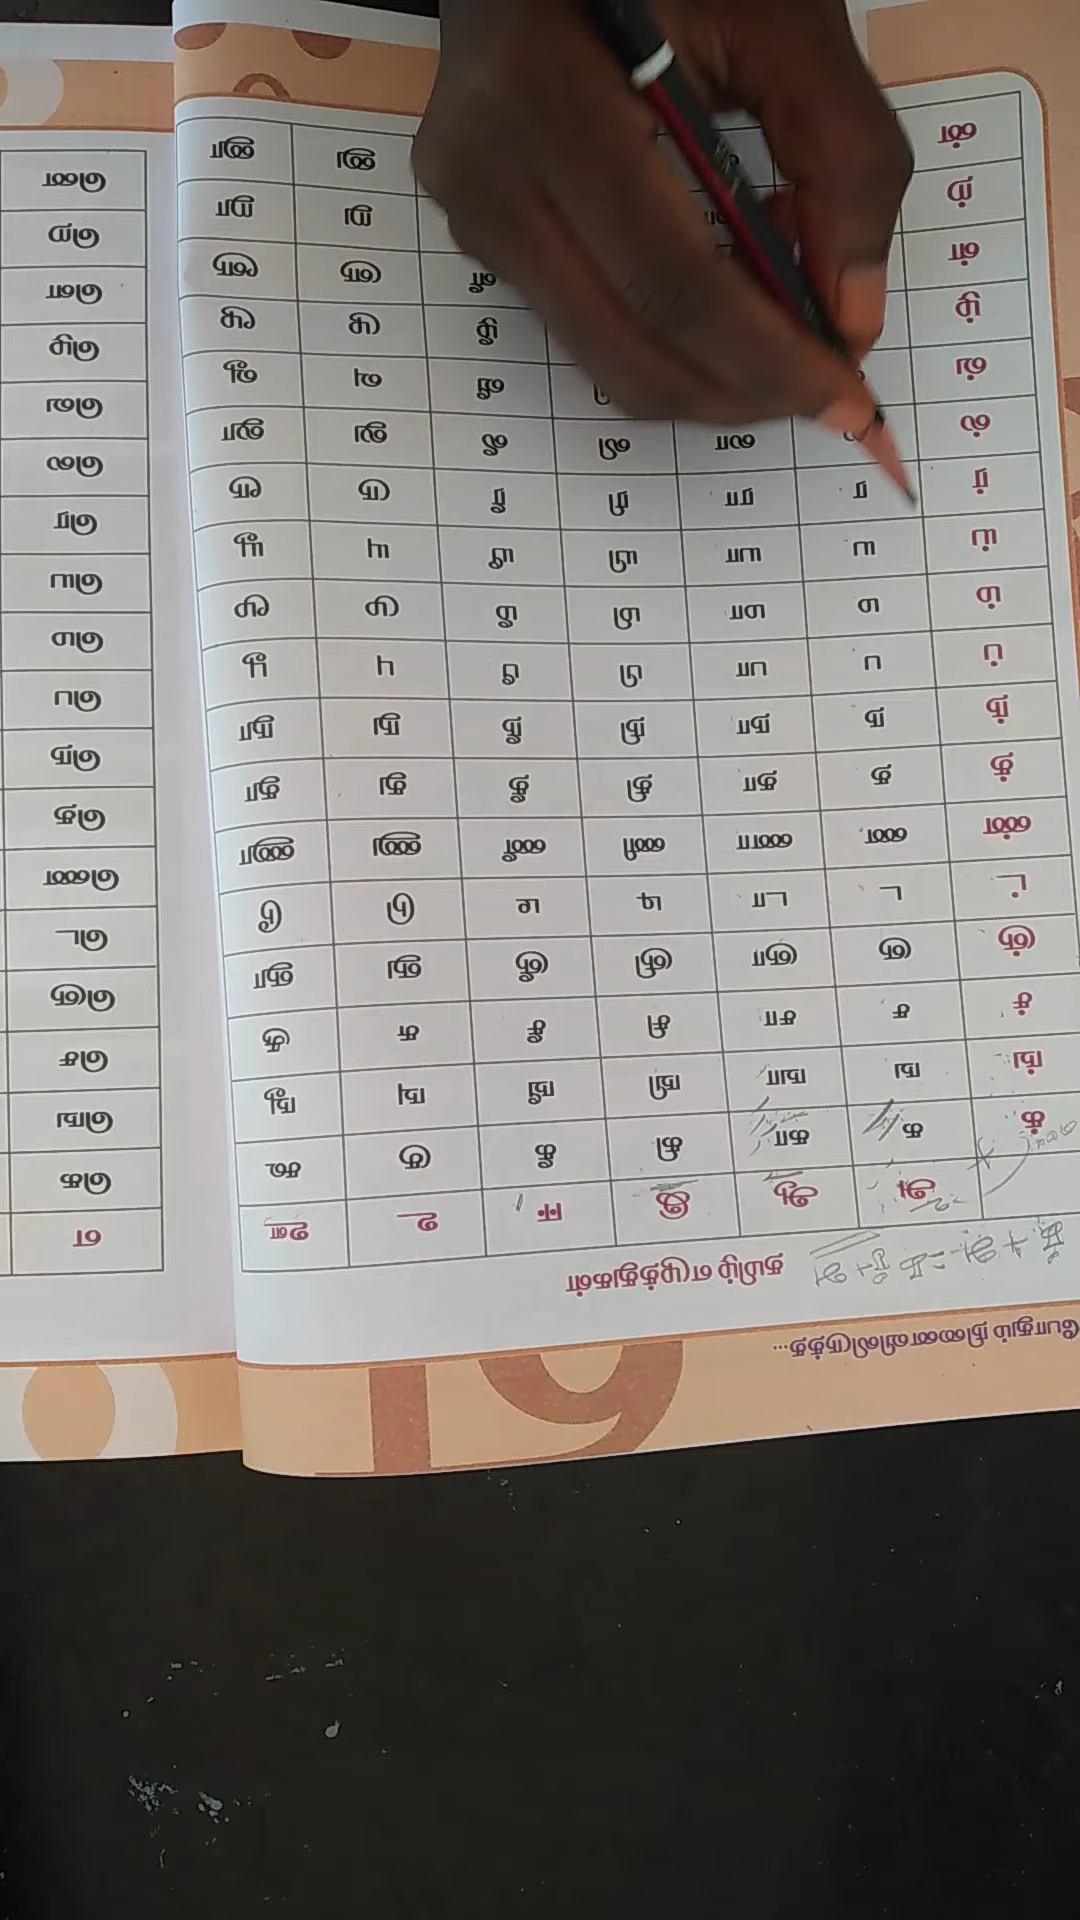 போதும் நினைவிலிருத்த...
க் + அ = க
தமிழ் எழுத்துகள்
அ ஆ இ ஈ உ ஊ
க் க கா கி கீ கு கூ
ங் ங ஙா ஙி ஙீ ஙு ஙூ
ச் ச சா சி சீ சு சூ
ஞ் ஞ ஞா ஞி ஞீ ஞு ஞூ
ட் ட டா டி டீ டு டூ
ண் ண ணா ணி ணீ ணு ணூ
த் த தா தி தீ து தூ
ந் ந நா நி நீ நு நூ
ப் ப பா பி பீ பு பூ
ம் ம மா மி மீ மு மூ
ய் ய யா யி யீ யு யூ
ர் ர ரா ரி ரீ ரு ரூ
ல் லா லி லீ லு லூ
வ் வீ வு வூ
ழ் ழீ ழு ழூ
ள் ளீ ளு ளூ
ற் று றூ
ன் னு னூ
எ
கெ
ஙெ
செ
ஞெ
டெ
ணெ
தெ
நெ
பெ
மெ
யெ
ரெ
லெ
வெ
ழெ
ளெ
றெ
னெ